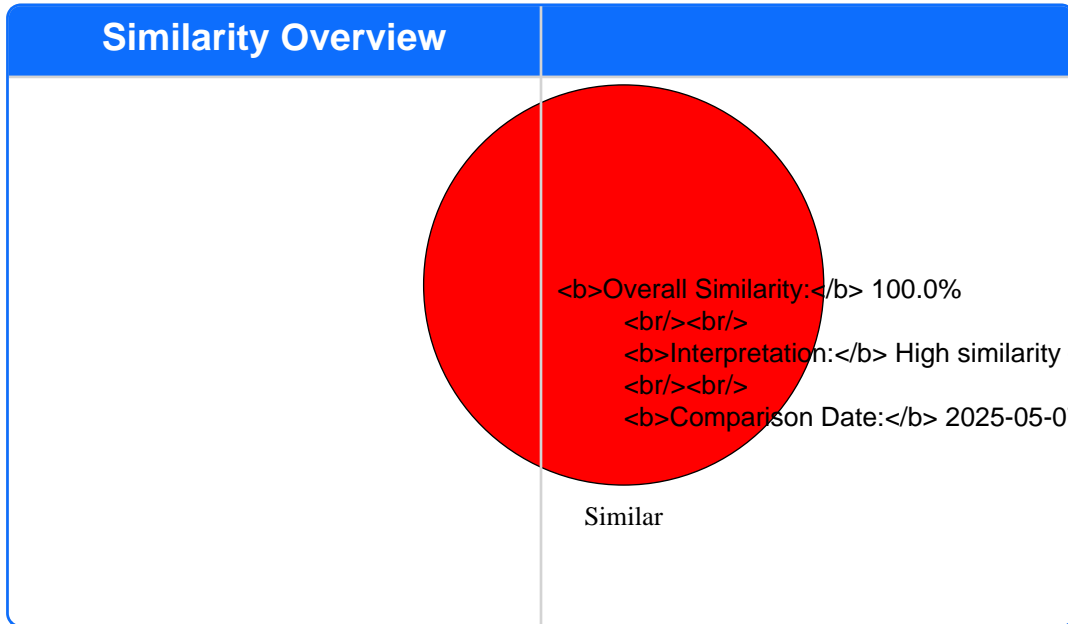 Similarity Overview
<b>Overall Similarity:</b> 100.0%
<br/><br/>
<b>Interpretation:</b> High similarity
<br/><br/>
<b>Comparison Date:</b> 2025-05-0
Similar